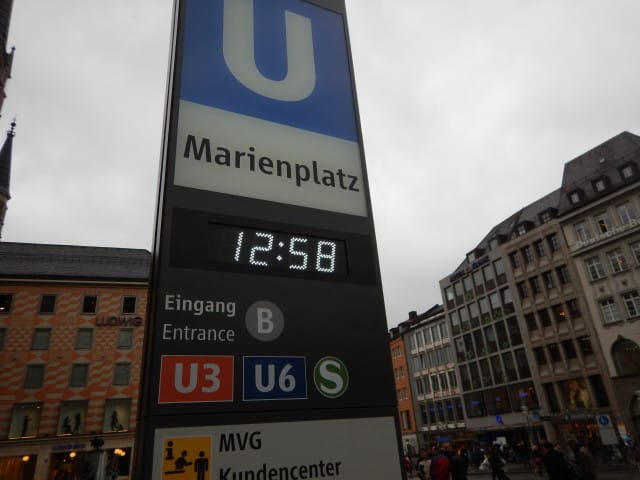 U
Marienplatz
12:58
Eingang
Entrance
B
U3 U6 S
i
MVG
Kundencenter
LUDWIG